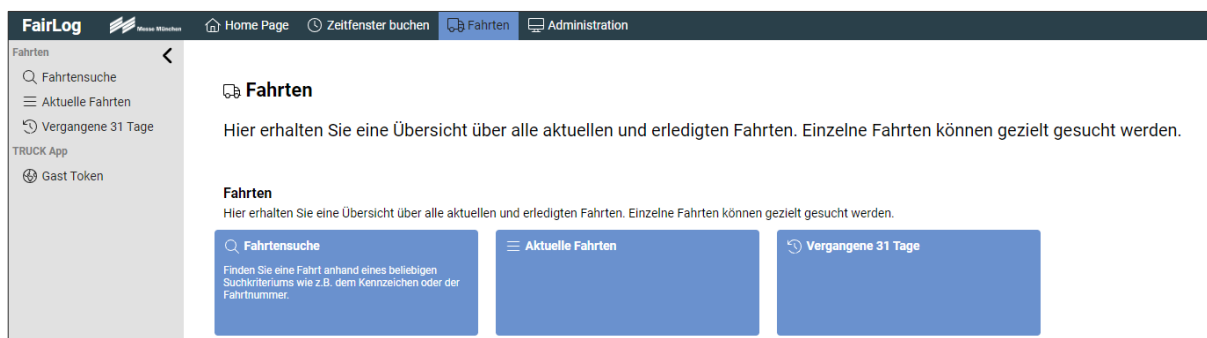 FairLog Messe München Home Page Zeitfenster buchen Fahrten Administration
Fahrten
Fahrtensuche
Aktuelle Fahrten
Vergangene 31 Tage
TRUCK App
Gast Token
Fahrten
Hier erhalten Sie eine Übersicht über alle aktuellen und erledigten Fahrten. Einzelne Fahrten können gezielt gesucht werden.
Fahrten
Hier erhalten Sie eine Übersicht über alle aktuellen und erledigten Fahrten. Einzelne Fahrten können gezielt gesucht werden.
Fahrtensuche
Finden Sie eine Fahrt anhand eines beliebigen
Suchkriteriums wie z.B. dem Kennzeichen oder der
Fahrtnummer.
Aktuelle Fahrten
Vergangene 31 Tage